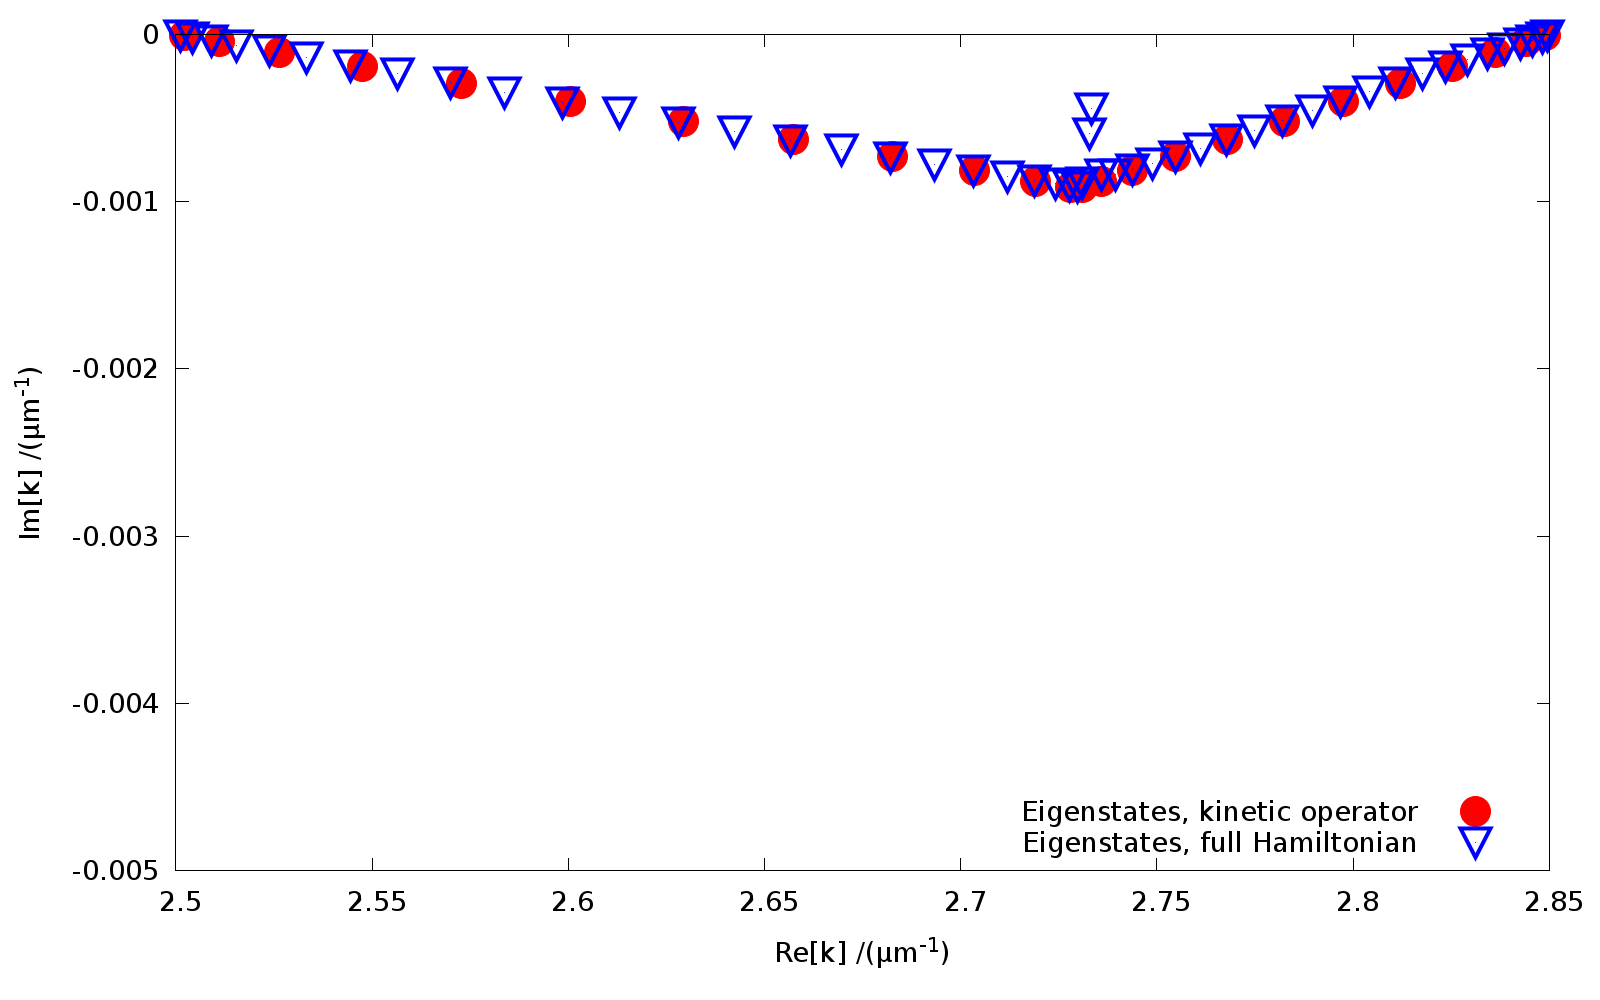 0
-0.001
-0.002
-0.003
-0.004
-0.005
2.5 2.55 2.6 2.65 2.7 2.75 2.8 2.85
Im[k] /(μm-1)
Re[k] /(μm-1)
Eigenstates, kinetic operator
Eigenstates, full Hamiltonian